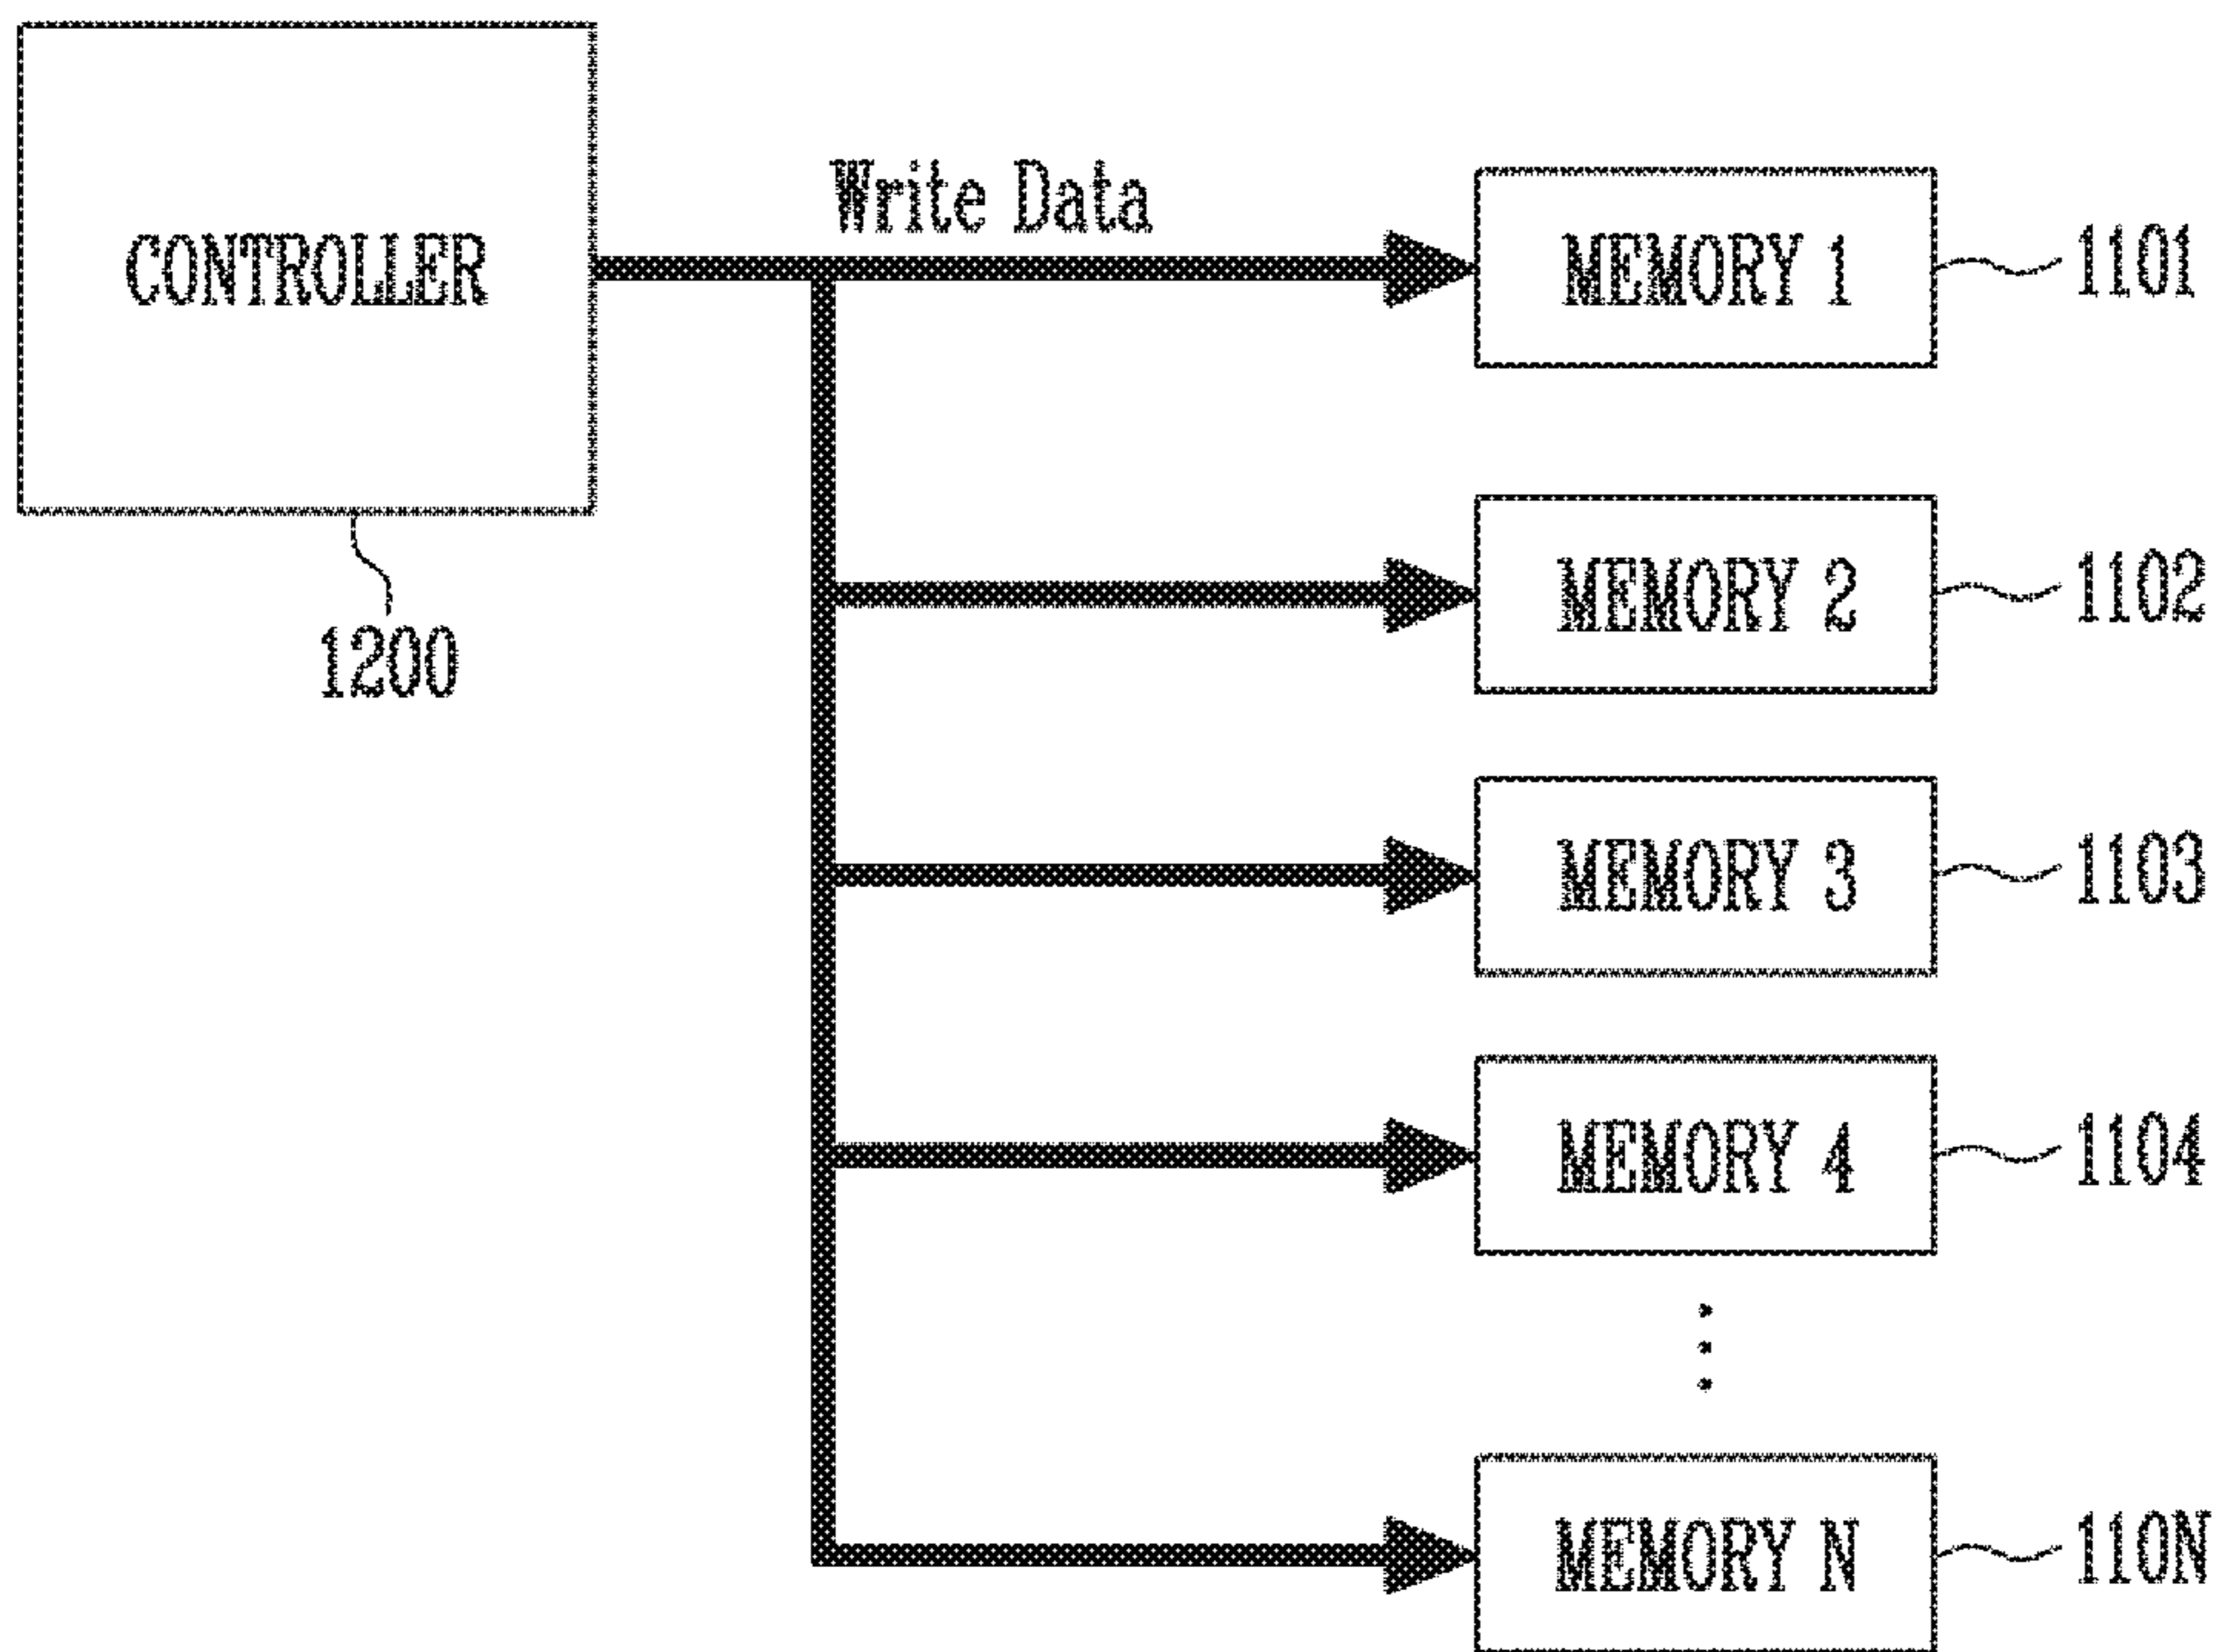 Write Data
CONTROLLER
MEMORY 1
1101
MEMORY 2
1102
1200
MEMORY 3
1103
MEMORY 4
1104
MEMORY N
110N